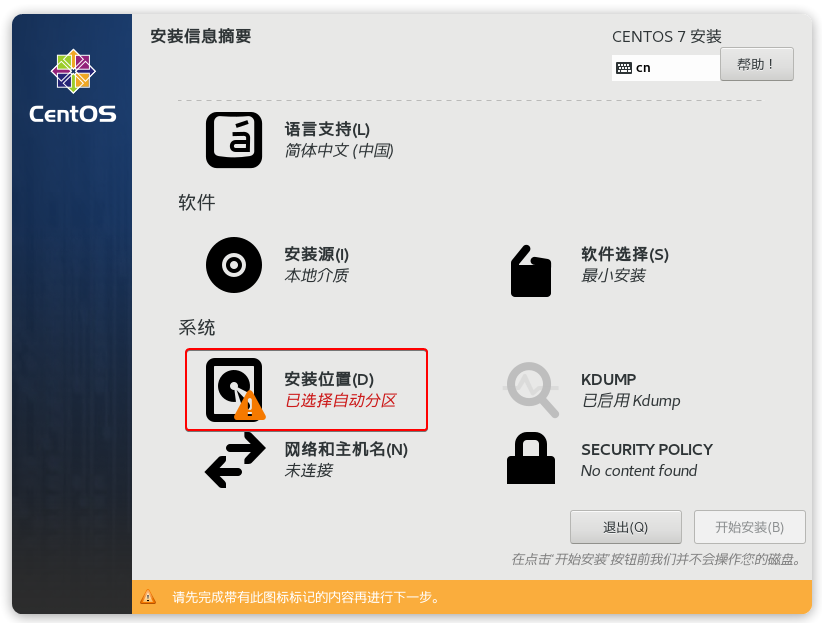 安装信息摘要
CENTOS 7 安装
cn
帮助！
CentOS
á
语言支持(L)
简体中文 (中国)
软件
安装源(I)
本地介质
软件选择(S)
最小安装
系统
安装位置(D)
已选择自动分区
KDUMP
已启用 Kdump
网络和主机名(N)
未连接
SECURITY POLICY
No content found
退出(Q)
开始安装(B)
在点击'开始安装'按钮前我们并不会操作您的磁盘。
请先完成带有此图标标记的内容再进行下一步。